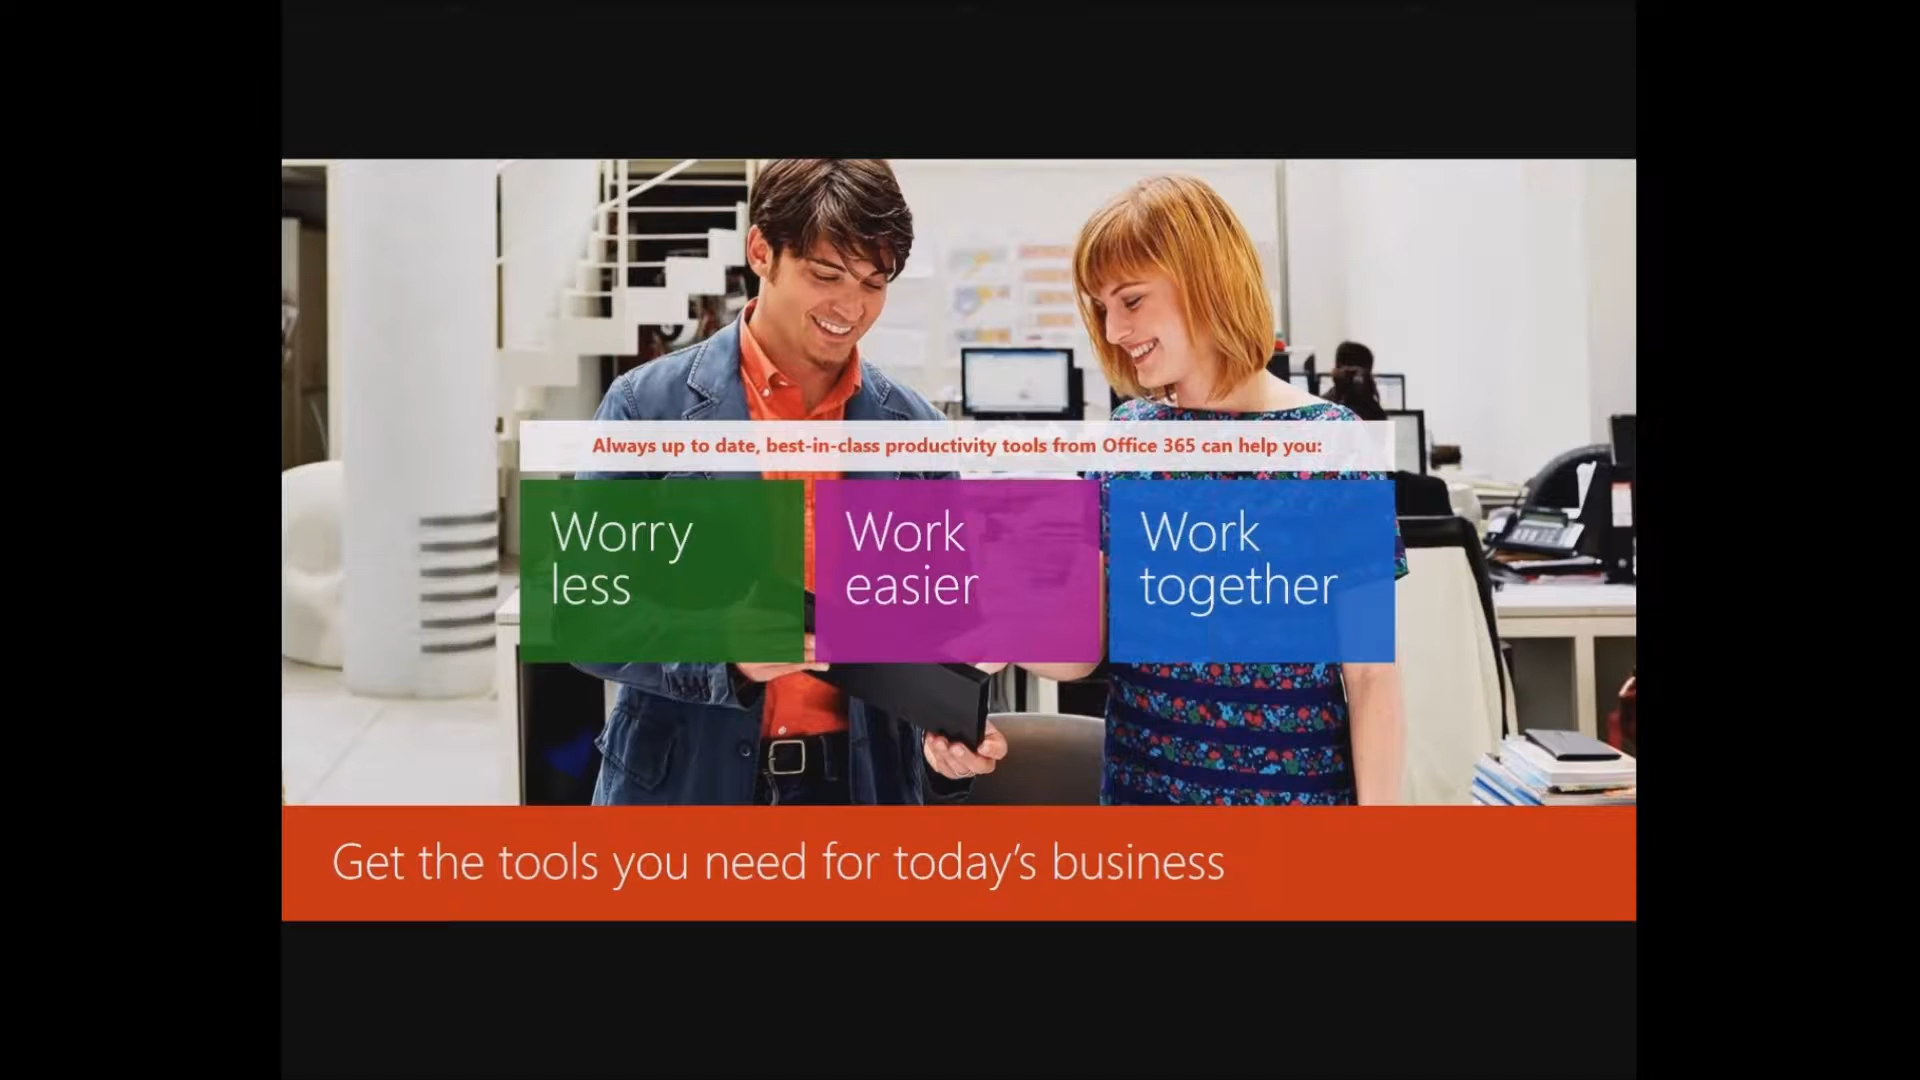 Always up to date, best-in-class productivity tools from Office 365 can help you:
Worry
less
Work
easier
Work
together
Get the tools you need for today's business